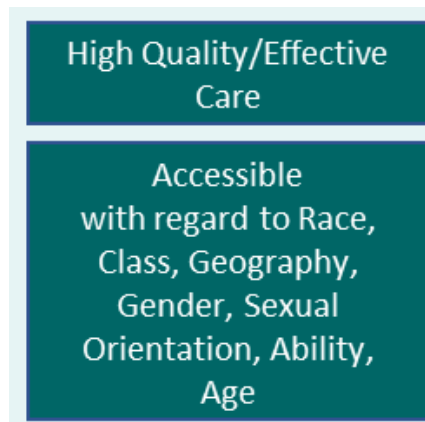 High Quality/Effective
Care
Accessible
with regard to Race,
Class, Geography,
Gender, Sexual
Orientation, Ability,
Age